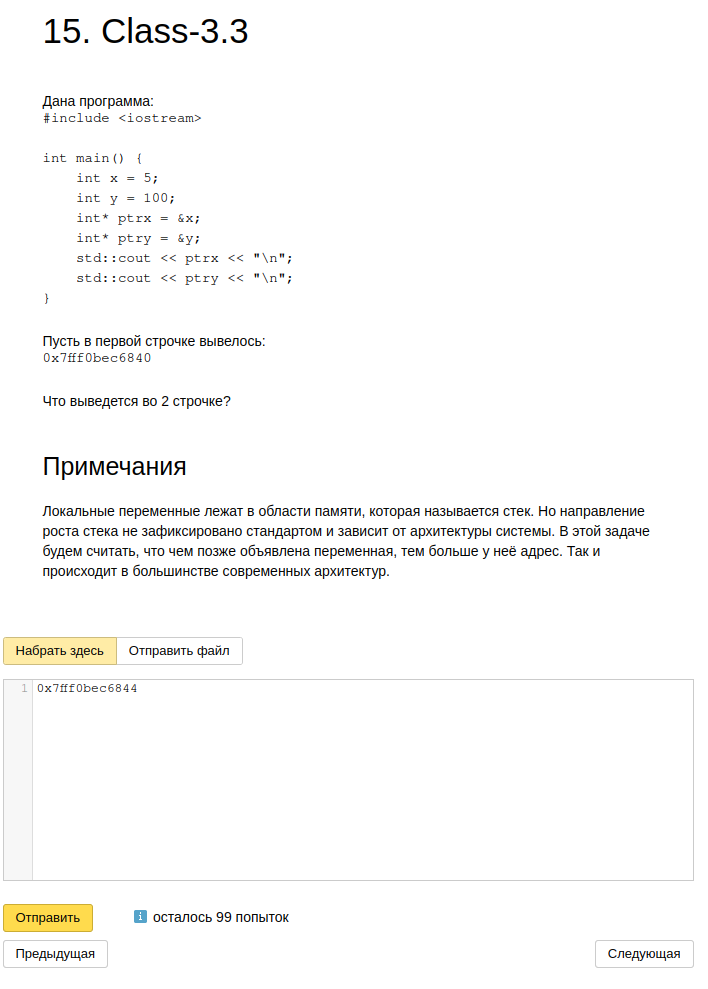 15. Class-3.3
Дана программа:
#include <iostream>
int main() {
    int x = 5;
    int y = 100;
    int* ptrx = &x;
    int* ptry = &y;
    std::cout << ptrx << "\n";
    std::cout << ptry << "\n";
}
Пусть в первой строчке вывелось:
0x7fff0bec6840
Что выведется во 2 строчке?
Примечания
Локальные переменные лежат в области памяти, которая называется стек. Но направление
роста стека не зафиксировано стандартом и зависит от архитектуры системы. В этой задаче
будем считать, что чем позже объявлена переменная, тем больше у неё адрес. Так и
происходит в большинстве современных архитектур.
Набрать здесь Отправить файл
1 0x7fff0bec6844
Отправить i осталось 99 попыток
Предыдущая Следующая